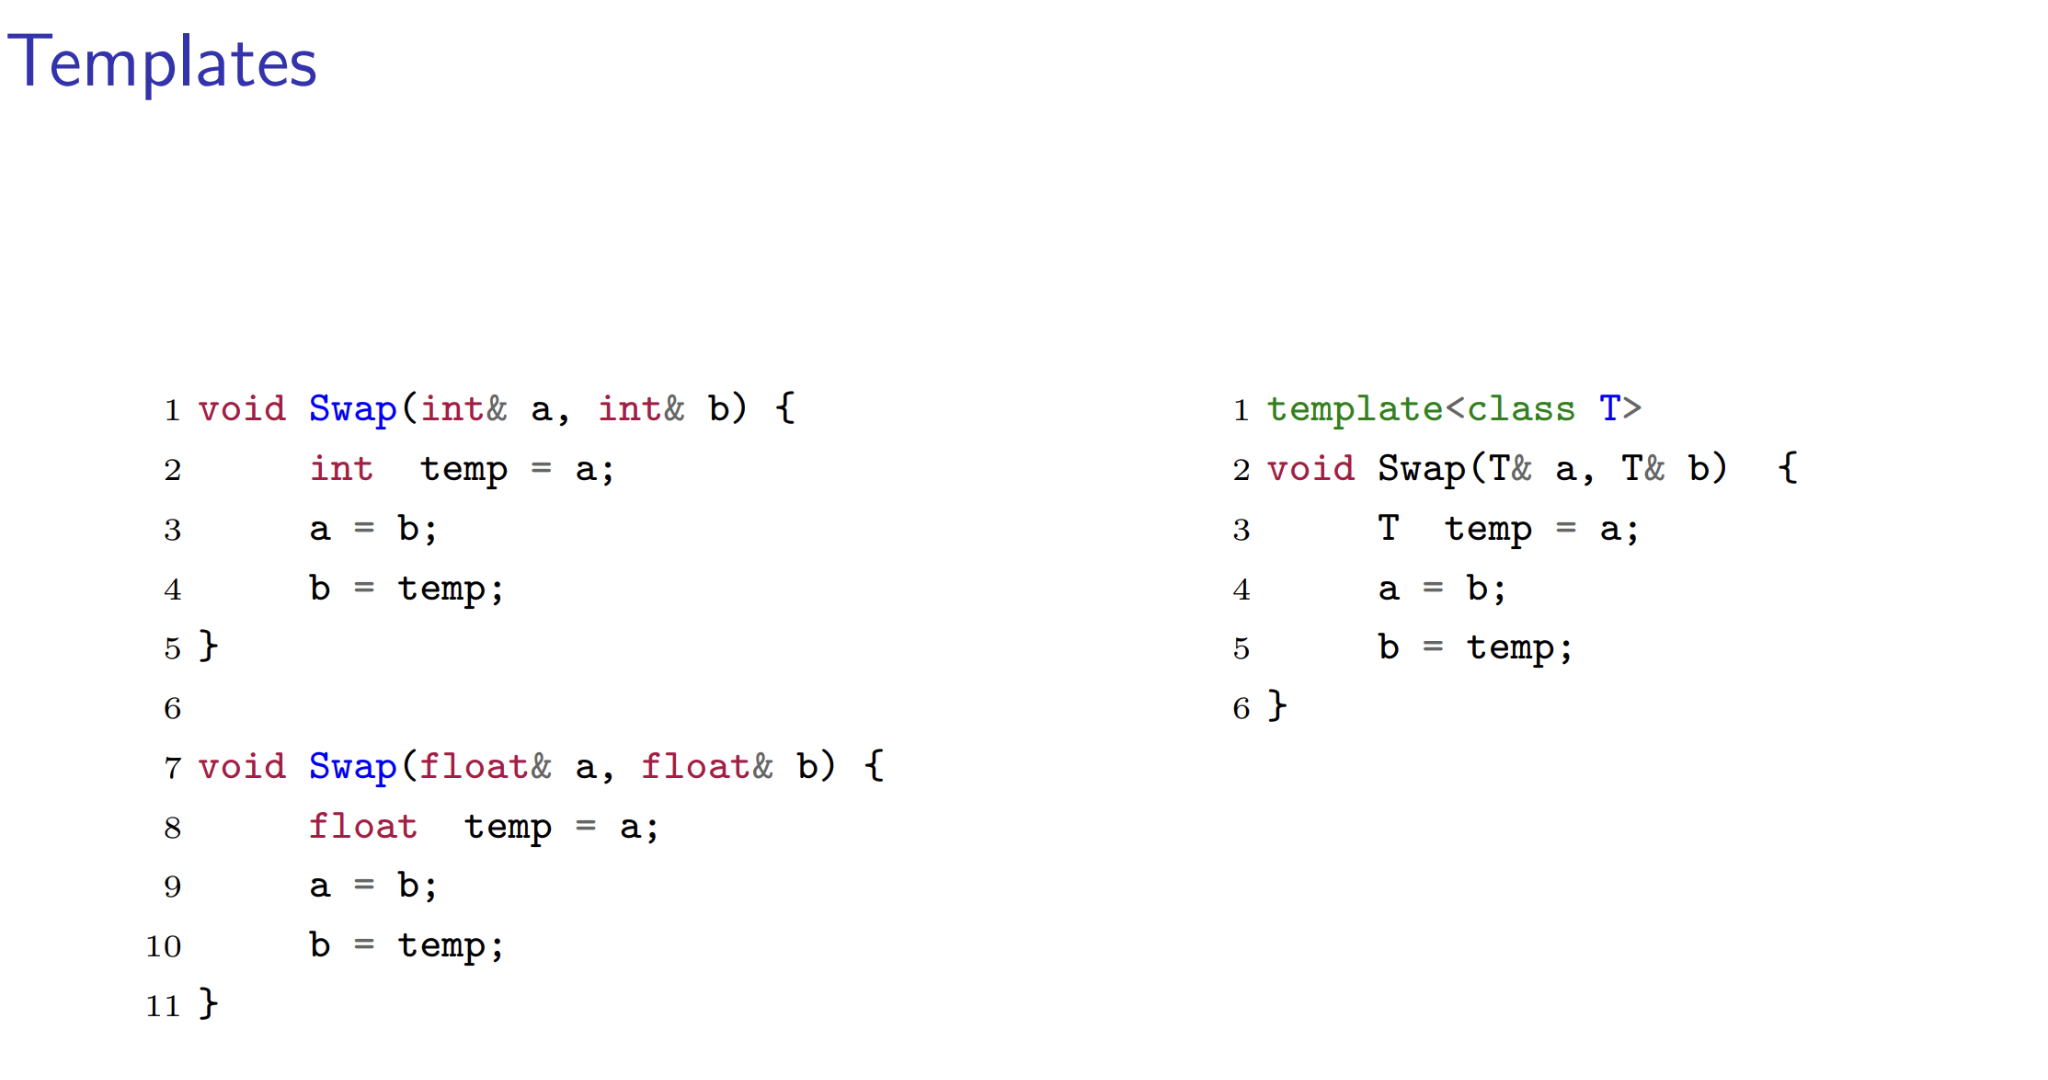 Templates
1 void Swap(int& a, int& b) {
2     int  temp = a;
3     a = b;
4     b = temp;
5 }
6
7 void Swap(float& a, float& b) {
8     float  temp = a;
9     a = b;
10     b = temp;
11 }
1 template<class T>
2 void Swap(T& a, T& b)  {
3     T  temp = a;
4     a = b;
5     b = temp;
6 }